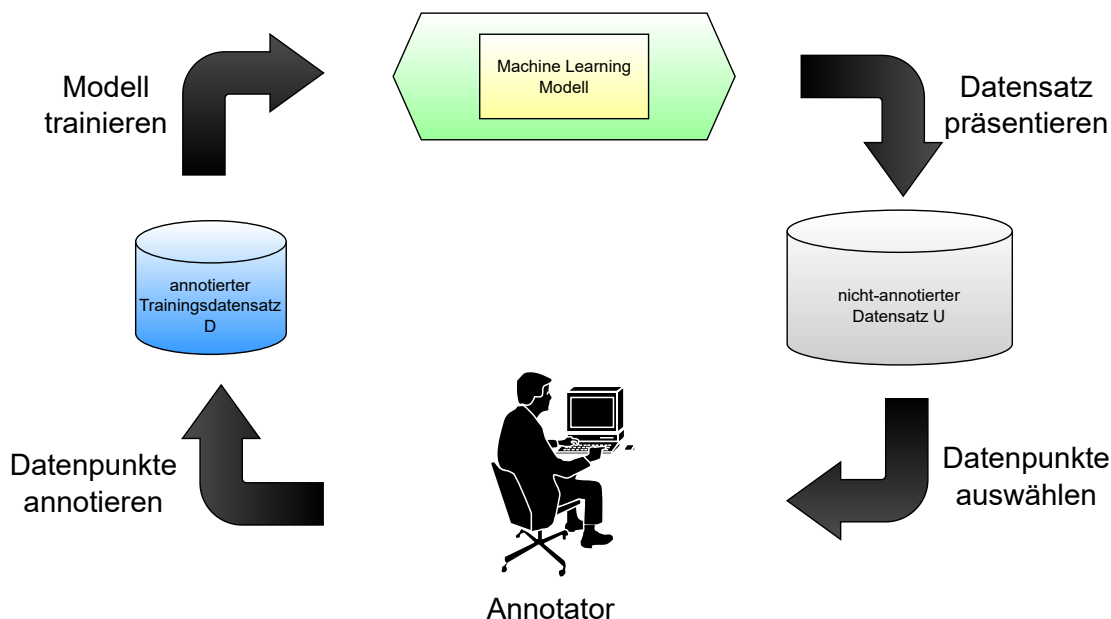 Modell
trainieren
Machine Learning
Modell
Datensatz
präsentieren
annotierter
Trainingsdatensatz
D
nicht-annotierter
Datensatz U
Datenpunkte
annotieren
Datenpunkte
auswählen
Annotator